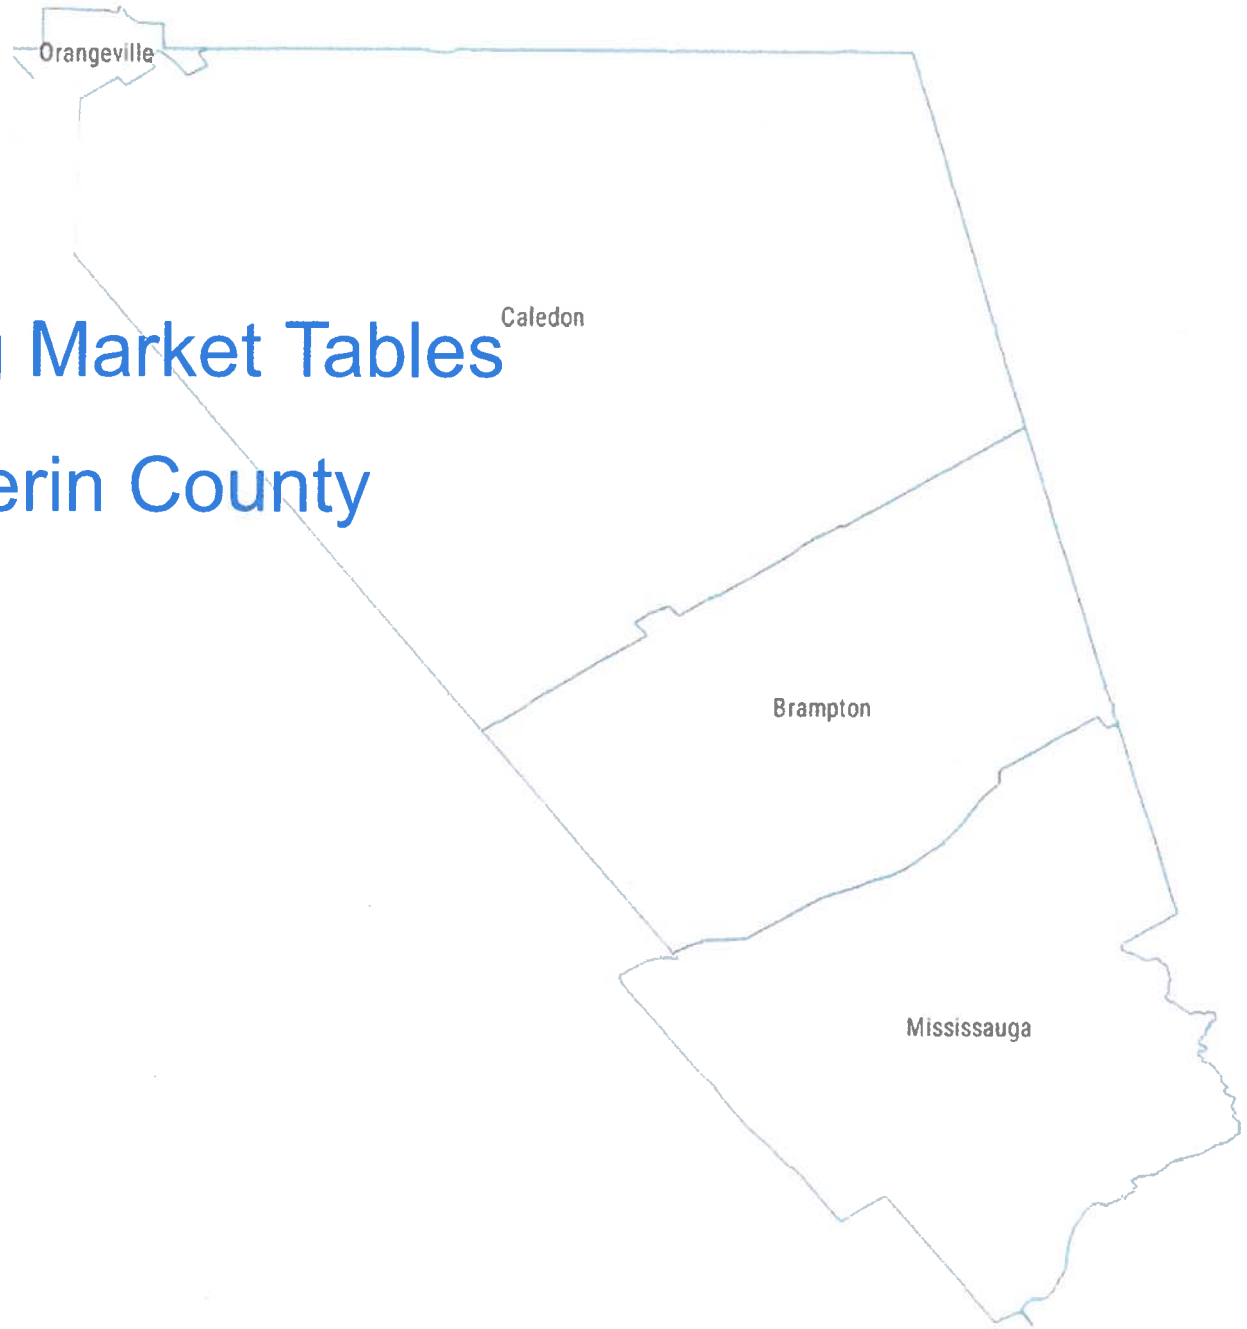 Orangeville
Caledon
Market Tables
erin County
Brampton
Mississauga